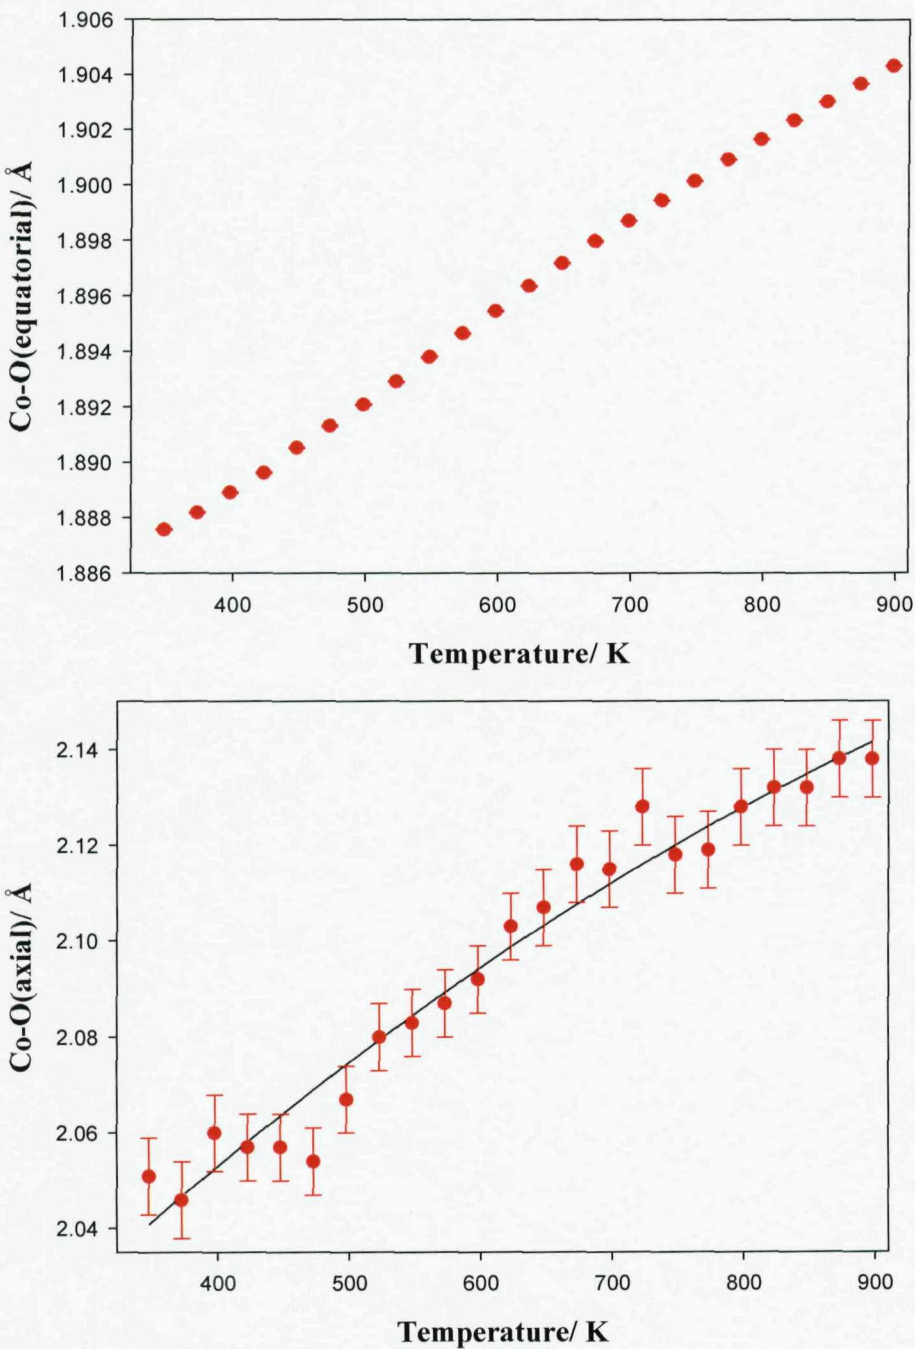 1.906
1.904
1.902
1.900
1.898
1.896
1.894
1.892
1.890
1.888
1.886
Co-O(equatorial)/ Å
400 500 600 700 800 900
Temperature/ K
2.14
2.12
2.10
2.08
2.06
2.04
Co-O(axial)/ Å
400 500 600 700 800 900
Temperature/ K